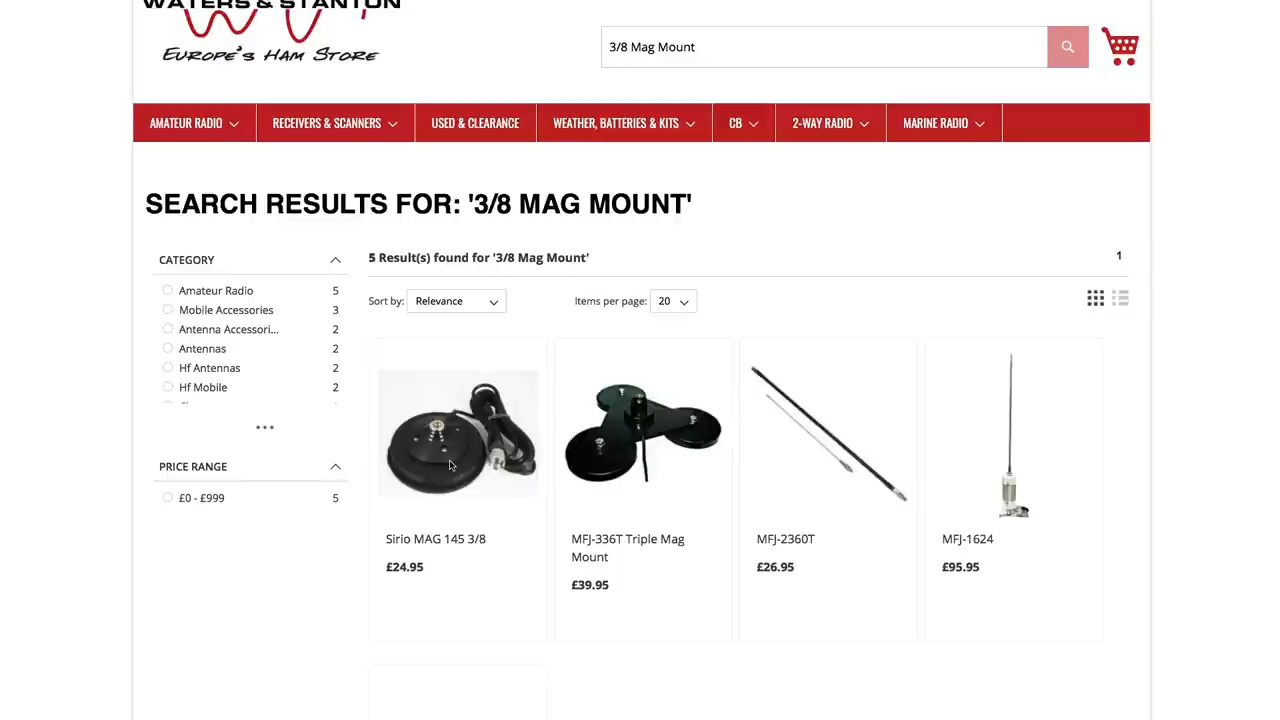 WATERS & STANTON
EUROPE'S HAM STORE
3/8 Mag Mount
AMATEUR RADIO
RECEIVERS & SCANNERS
USED & CLEARANCE
WEATHER, BATTERIES & KITS
CB
2-WAY RADIO
MARINE RADIO
SEARCH RESULTS FOR: '3/8 MAG MOUNT'
CATEGORY
Amateur Radio 5
Mobile Accessories 3
Antenna Accessori... 2
Antennas 2
Hf Antennas 2
Hf Mobile 2
...
PRICE RANGE
£0 - £999 5
5 Result(s) found for '3/8 Mag Mount'
1
Sort by: Relevance
Items per page: 20
Sirio MAG 145 3/8
£24.95
MFJ-336T Triple Mag
Mount
£39.95
MFJ-2360T
£26.95
MFJ-1624
£95.95